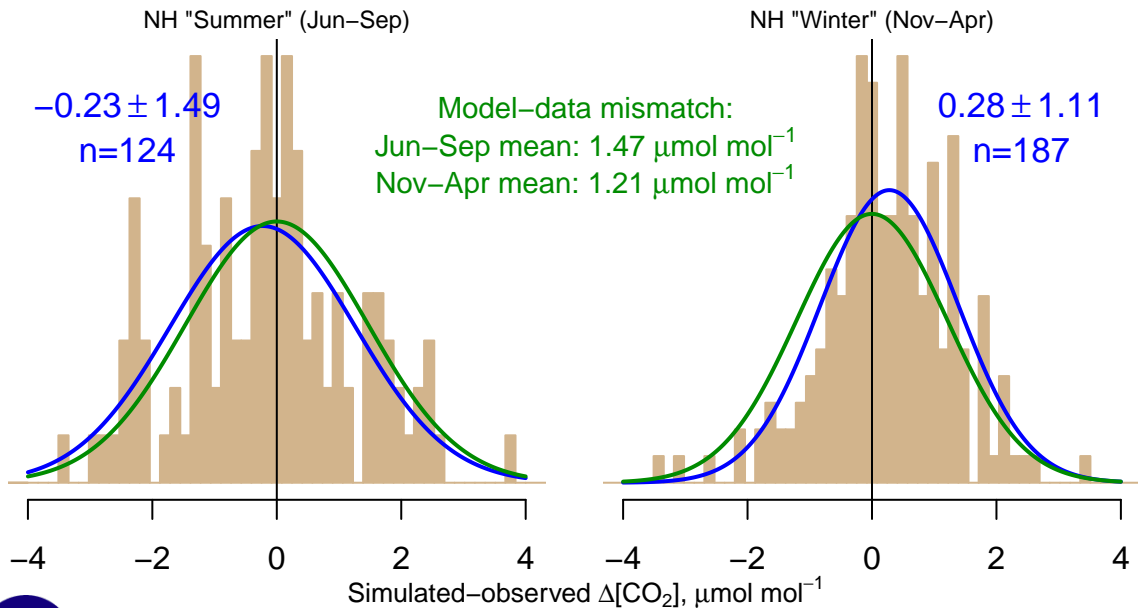 NH "Summer" (Jun−Sep)
−0.23 ± 1.49
n=124
Model−data mismatch:
Jun−Sep mean: 1.47 μmol mol⁻¹
Nov−Apr mean: 1.21 μmol mol⁻¹
NH "Winter" (Nov−Apr)
0.28 ± 1.11
n=187
−4 −2 0 2 4
−4 −2 0 2 4
Simulated−observed Δ[CO₂], μmol mol⁻¹